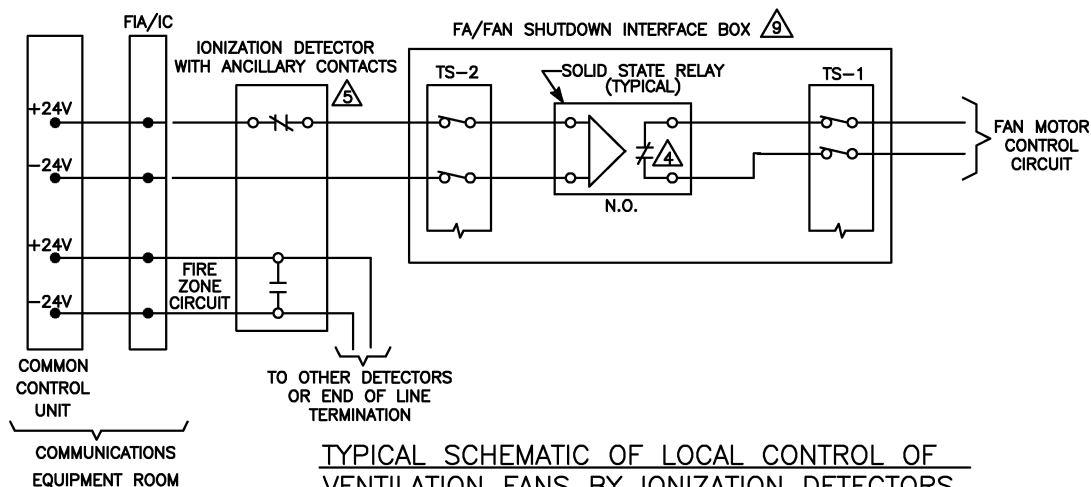 FIA/IC
IONIZATION DETECTOR
WITH ANCILLARY CONTACTS
5
FA/FAN SHUTDOWN INTERFACE BOX
9
TS-2
SOLID STATE RELAY
(TYPICAL)
TS-1
+24V
-24V
4
N.O.
FAN MOTOR
CONTROL
CIRCUIT
+24V
-24V
FIRE
ZONE
CIRCUIT
COMMON
CONTROL
UNIT
TO OTHER DETECTORS
OR END OF LINE
TERMINATION
COMMUNICATIONS
EQUIPMENT ROOM
TYPICAL SCHEMATIC OF LOCAL CONTROL OF
VENTILATION FANS BY IONIZATION DETECTORS